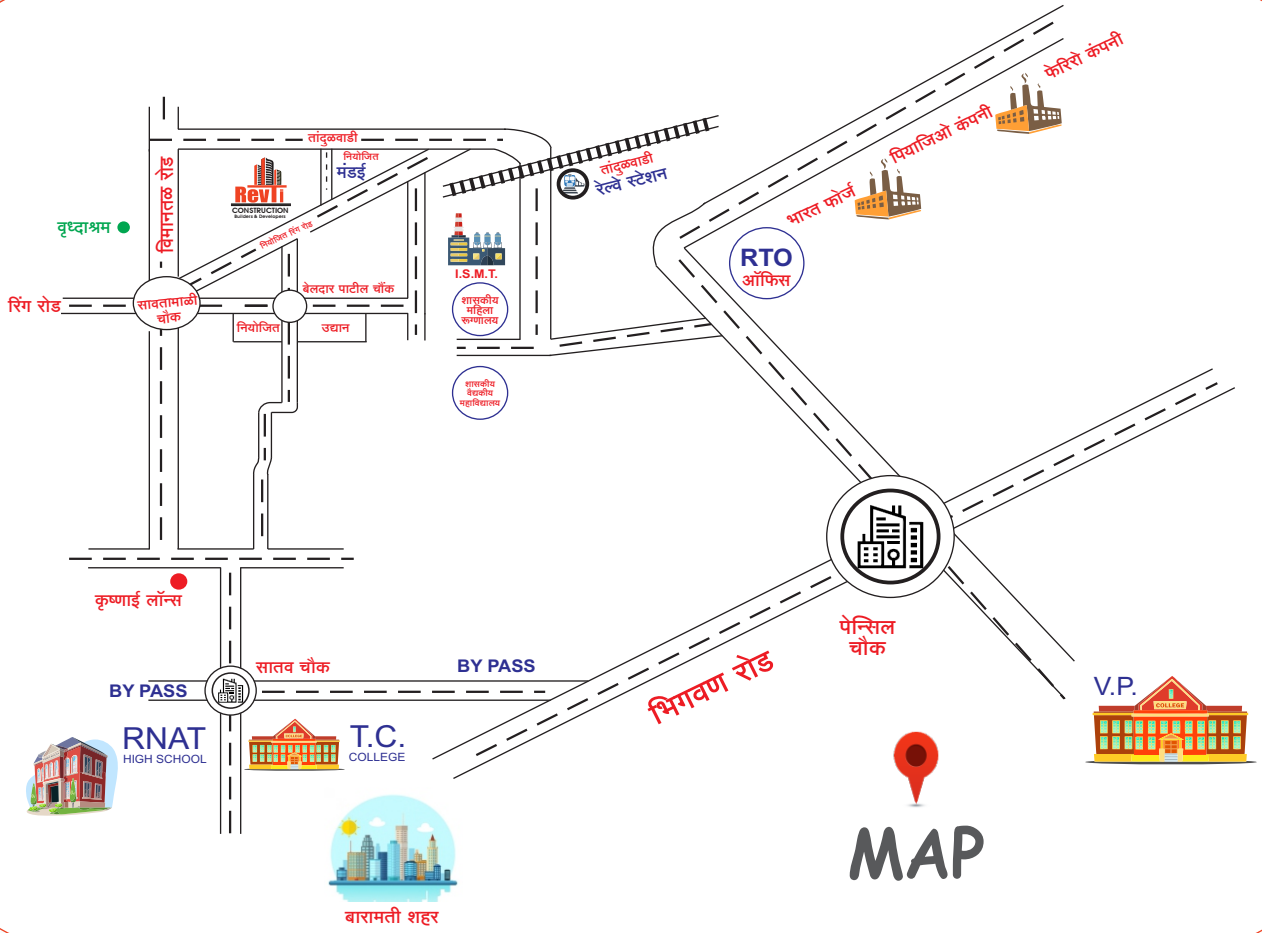 फेरिरो कंपनी
पियाजिओ कंपनी
भारत फोर्ज
तांदुळवाडी
नियोजित
मंडई
तांदुळवाडी
रेल्वे स्टेशन
विमानतळ रोड
RevTi
CONSTRUCTION
Builders & Developers
वृध्दाश्रम
नियोजित रिंग रोड
I.S.M.T.
RTO
ऑफिस
रिंग रोड
सावतामाळी
चौक
बेलदार पाटील चौंक
शासकीय
महिला
रूग्णालय
नियोजित
उद्यान
शासकीय
वैद्यकीय
महाविद्यालय
कृष्णाई लॉन्स
पेन्सिल
चौक
सातव चौक
BY PASS
BY PASS
भिगवण रोड
V.P.
COLLEGE
RNAT
HIGH SCHOOL
T.C.
COLLEGE
MAP
बारामती शहर